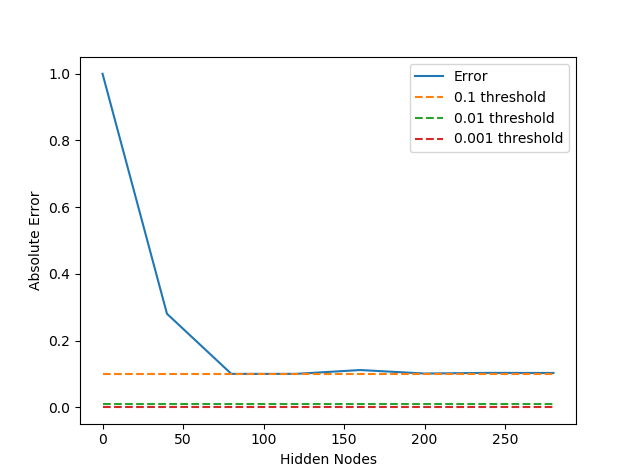 Error
0.1 threshold
0.01 threshold
0.001 threshold
1.0
0.8
0.6
0.4
0.2
0.0
Absolute Error
0 50 100 150 200 250
Hidden Nodes